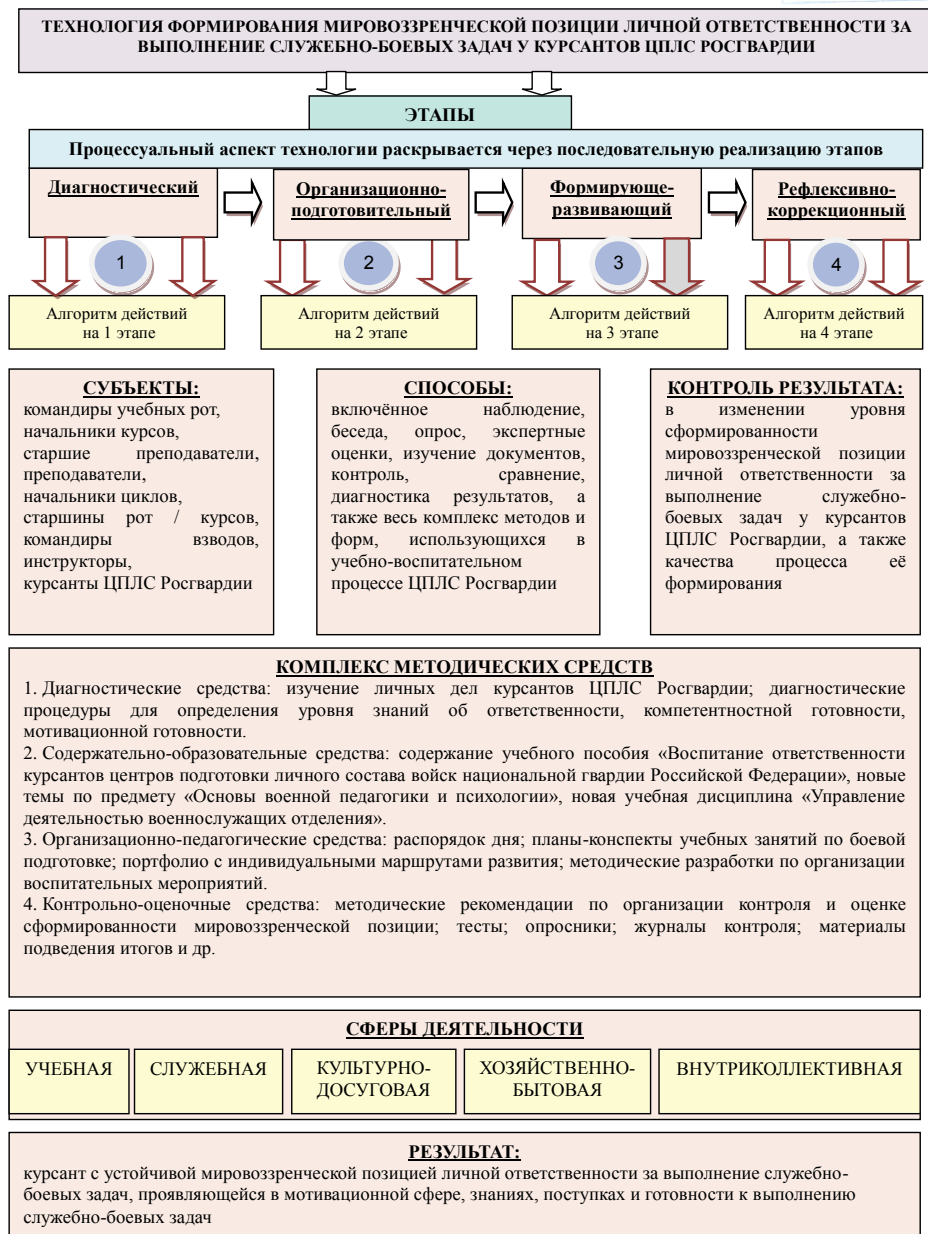 ТЕХНОЛОГИЯ ФОРМИРОВАНИЯ МИРОВОЗЗРЕНЧЕСКОЙ ПОЗИЦИИ ЛИЧНОЙ ОТВЕТСТВЕННОСТИ ЗА
ВЫПОЛНЕНИЕ СЛУЖЕБНО-БОЕВЫХ ЗАДАЧ У КУРСАНТОВ ЦПЛС РОСГВАРДИИ
ЭТАПЫ
Процессуальный аспект технологии раскрывается через последовательную реализацию этапов
Диагностический
Организационно-
подготовительный
Формирующе-
развивающий
Рефлексивно-
коррекционный
1
2
3
4
Алгоритм действий
на 1 этапе
Алгоритм действий
на 2 этапе
Алгоритм действий
на 3 этапе
Алгоритм действий
на 4 этапе
СУБЪЕКТЫ:
командиры учебных рот,
начальники курсов,
старшие преподаватели,
преподаватели,
начальники циклов,
старшины рот / курсов,
командиры взводов,
инструкторы,
курсанты ЦПЛС Росгвардии
СПОСОБЫ:
включённое наблюдение,
беседа, опрос, экспертные
оценки, изучение документов,
контроль, сравнение,
диагностика результатов, а
также весь комплекс методов и
форм, использующихся в
учебно-воспитательном
процессе ЦПЛС Росгвардии
КОНТРОЛЬ РЕЗУЛЬТАТА:
в изменении уровня
сформированности
мировоззренческой позиции
личной ответственности за
выполнение служебно-
боевых задач у курсантов
ЦПЛС Росгвардии, а также
качества процесса её
формирования
КОМПЛЕКС МЕТОДИЧЕСКИХ СРЕДСТВ
1. Диагностические средства: изучение личных дел курсантов ЦПЛС Росгвардии; диагностические
процедуры для определения уровня знаний об ответственности, компетентностной готовности,
мотивационной готовности.
2. Содержательно-образовательные средства: содержание учебного пособия «Воспитание ответственности
курсантов центров подготовки личного состава войск национальной гвардии Российской Федерации», новые
темы по предмету «Основы военной педагогики и психологии», новая учебная дисциплина «Управление
деятельностью военнослужащих отделения».
3. Организационно-педагогические средства: распорядок дня; планы-конспекты учебных занятий по боевой
подготовке; портфолио с индивидуальными маршрутами развития; методические разработки по организации
воспитательных мероприятий.
4. Контрольно-оценочные средства: методические рекомендации по организации контроля и оценке
сформированности мировоззренческой позиции; тесты; опросники; журналы контроля; материалы
подведения итогов и др.
СФЕРЫ ДЕЯТЕЛЬНОСТИ
УЧЕБНАЯ
СЛУЖЕБНАЯ
КУЛЬТУРНО-
ДОСУГОВАЯ
ХОЗЯЙСТВЕННО-
БЫТОВАЯ
ВНУТРИКОЛЛЕКТИВНАЯ
РЕЗУЛЬТАТ:
курсант с устойчивой мировоззренческой позицией личной ответственности за выполнение служебно-
боевых задач, проявляющейся в мотивационной сфере, знаниях, поступках и готовности к выполнению
служебно-боевых задач